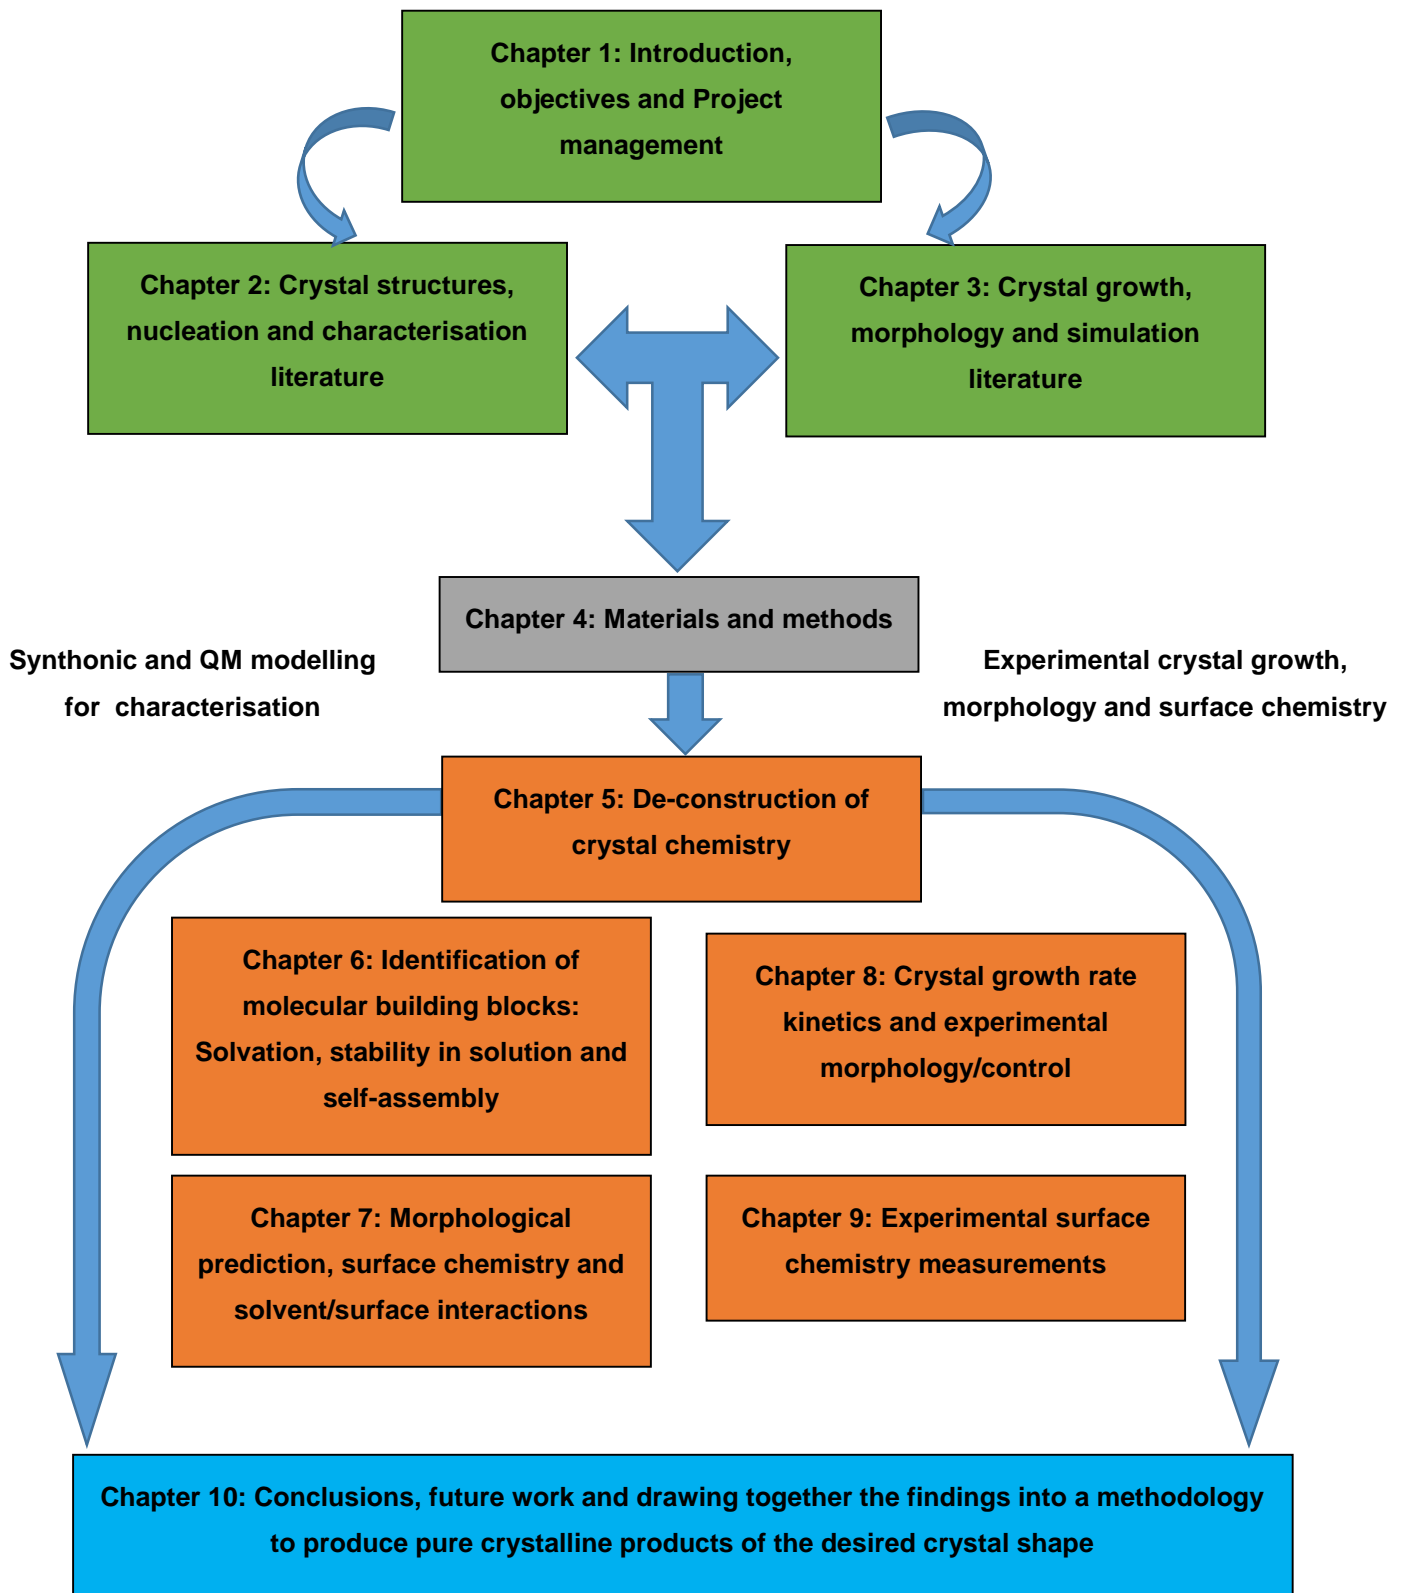 Chapter 1: Introduction,
objectives and Project
management
Chapter 2: Crystal structures,
nucleation and characterisation
literature
Chapter 3: Crystal growth,
morphology and simulation
literature
Chapter 4: Materials and methods
Synthonic and QM modelling
for characterisation
Experimental crystal growth,
morphology and surface chemistry
Chapter 5: De-construction of
crystal chemistry
Chapter 6: Identification of
molecular building blocks:
Solvation, stability in solution and
self-assembly
Chapter 8: Crystal growth rate
kinetics and experimental
morphology/control
Chapter 7: Morphological
prediction, surface chemistry and
solvent/surface interactions
Chapter 9: Experimental surface
chemistry measurements
Chapter 10: Conclusions, future work and drawing together the findings into a methodology
to produce pure crystalline products of the desired crystal shape